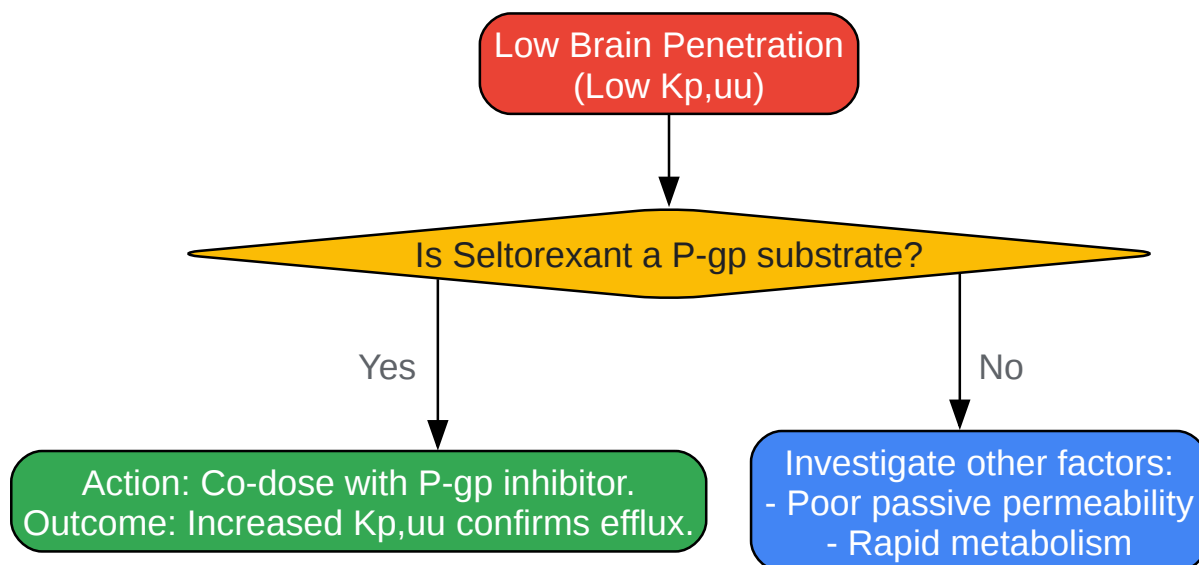 Low Brain Penetration
(Low Kp,uu)
Is Seltorexant a P-gp substrate?
Yes
No
Action: Co-dose with P-gp inhibitor.
Outcome: Increased Kp,uu confirms efflux.
Investigate other factors:
- Poor passive permeability
- Rapid metabolism